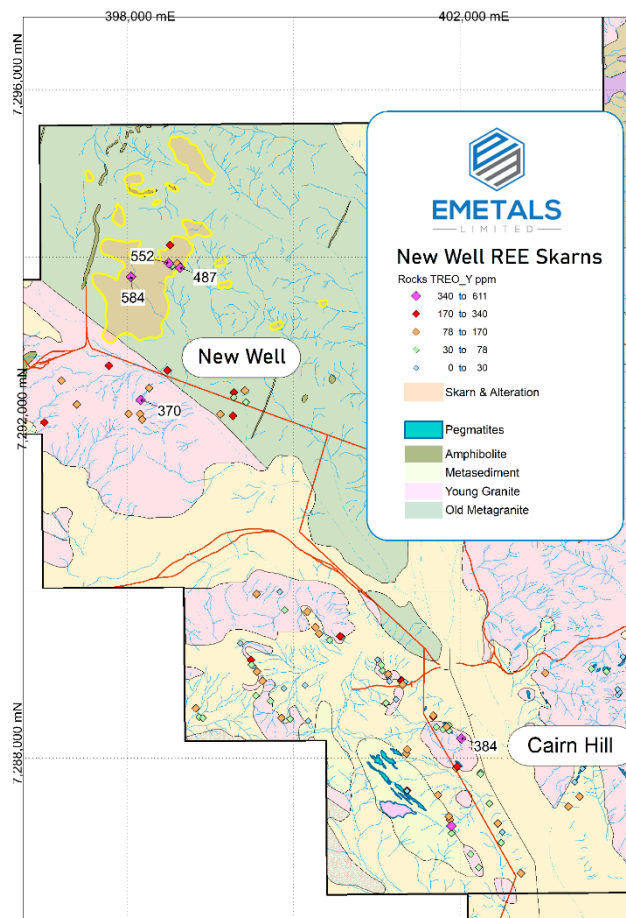 398,000 mE
402,000 mE
7,296,000 mN
EMETALS
LIMITED
New Well REE Skarns
Rocks TREO_Y ppm
340 to 611
170 to 340
78 to 170
30 to 78
0 to 30
Skarn & Alteration
Pegmatites
Amphibolite
Metasediment
Young Granite
Old Metagranite
552
487
584
New Well
7,292,000 mN
370
384
Cairn Hill
7,288,000 mN